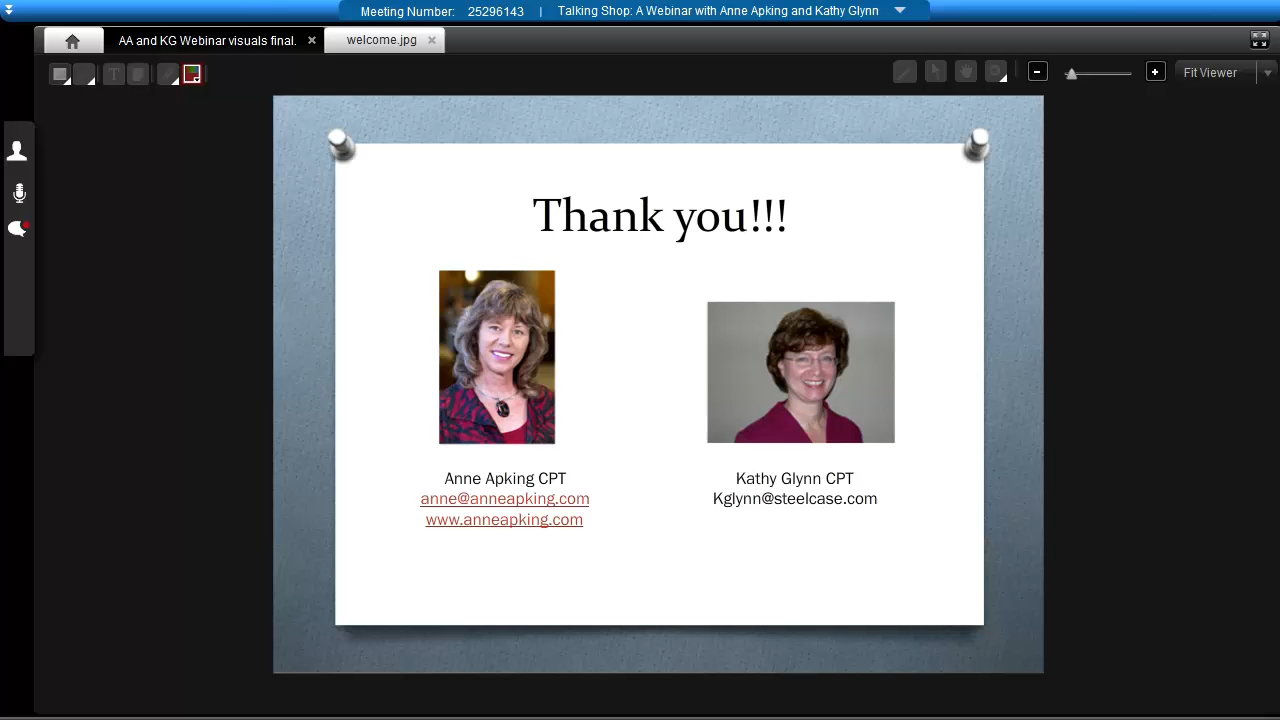 Meeting Number: 25296143 | Talking Shop: A Webinar with Anne Apking and Kathy Glynn
AA and KG Webinar visuals final.
welcome.jpg
T
Fit Viewer
Thank you!!!
Anne Apking CPT
anne@anneapking.com
www.anneapking.com
Kathy Glynn CPT
Kglynn@steelcase.com